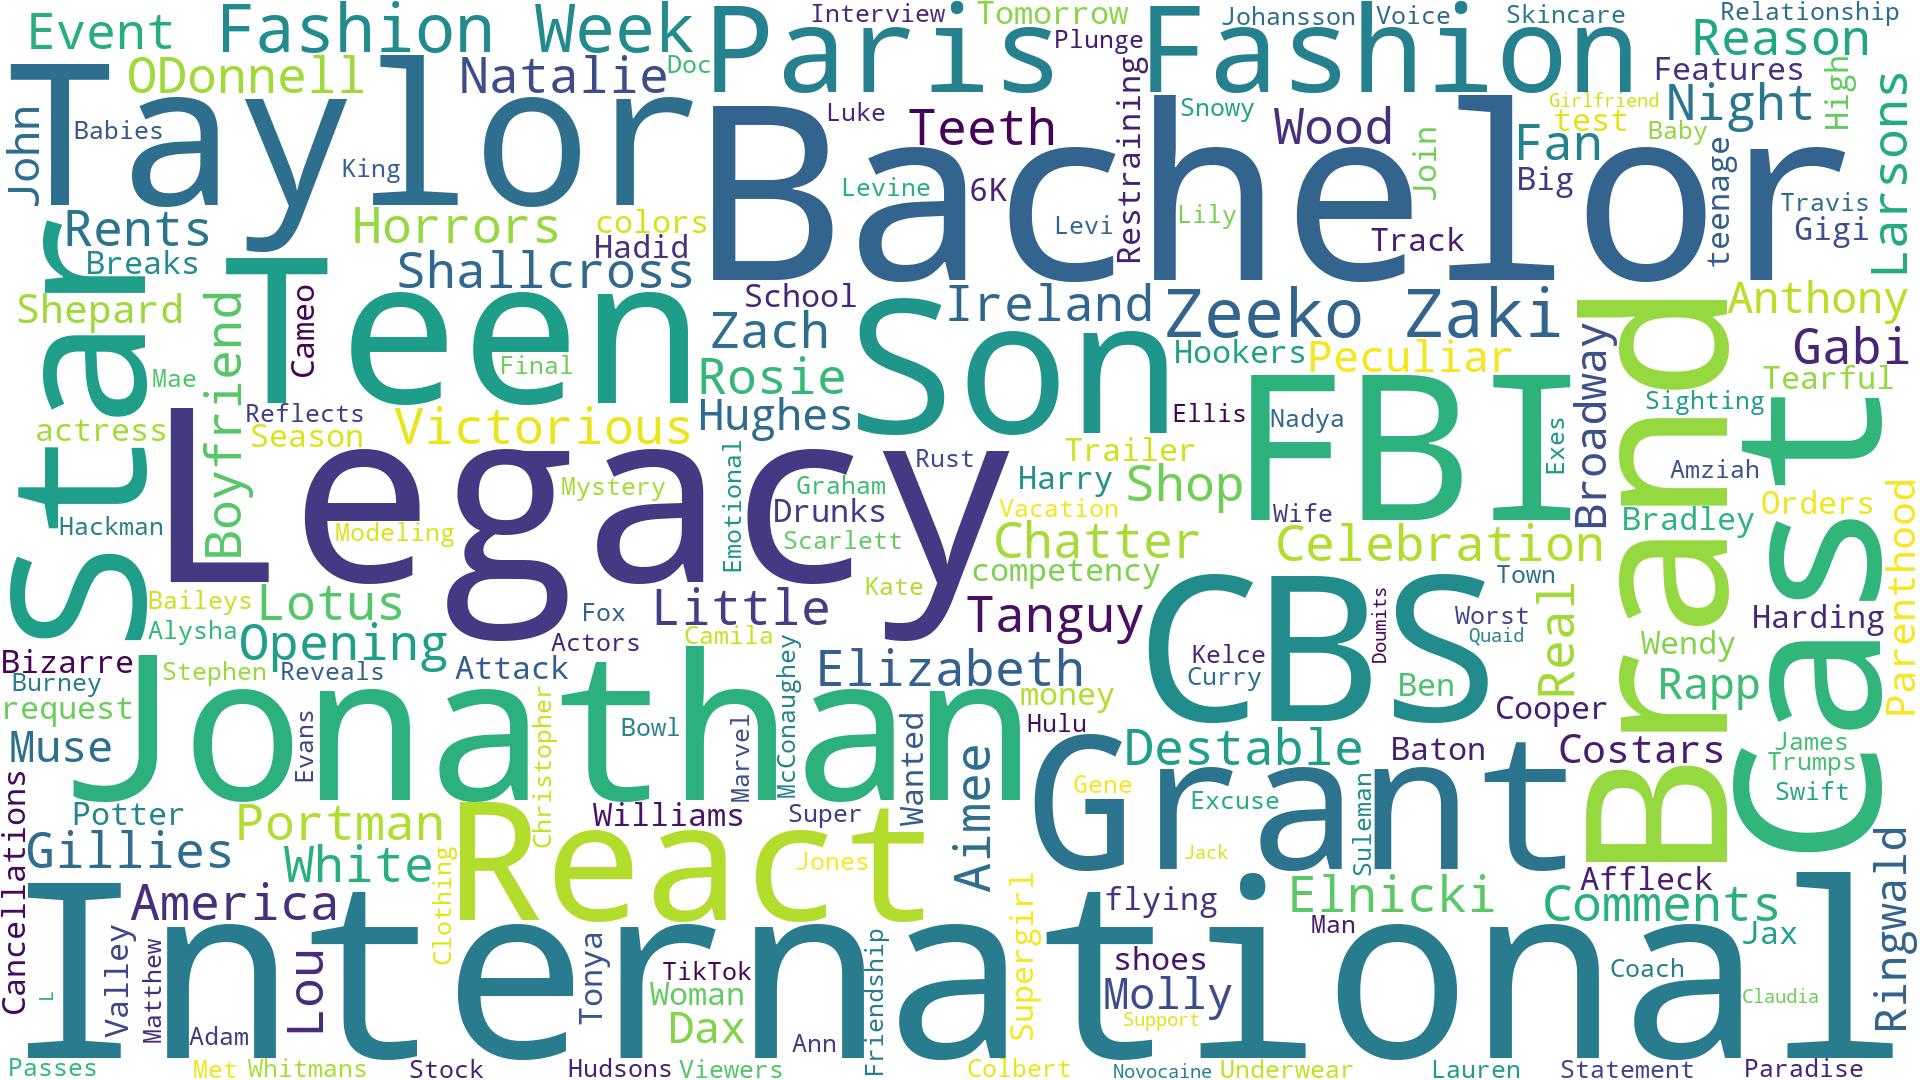 Event
Fashion Week
Paris
Interview
Tomorrow
Plunge
Fashion
Johansson
Voice
Skincare
Relationship
Reason
ODonnell
Natalie
Doc
Features
High
Larsons
John
Taylor
Babies
King
Luke
Teeth
Restraining
Snowy
Wood
Girlfriend
test
Night
Fan
Baby
Join
Bachelor
Levine
6K
Levi
Lily
Track
Big
teenage
Travis
Gigi
Rents
Breaks
Horrors
colors
Hadid
Shallcross
Star
Shepard
Boyfriend
Teen
Cameo
School
Zach
Son
Ireland
Zeeko Zaki
Broadway
Brand
Anthony
Gabi
Mae
Final
Rosie
Hookers
Peculiar
Tearful
actress
Reflects
Season
Victorious
Hughes
Ellis
FBI
Nadya
Exes
Sighting
Cast
Legacy
Rust
Trailer
Harry
Shop
Amziah
Hackman
Modeling
Mystery
Emotional
Graham
Drunks
Scarlett
Vacation
Wife
Bradley
Orders
Parenthood
Chatter
Celebration
competency
Baileys
Alysha
Lotus
Kate
Fox
Little
Tanguy
CBS
Town
Doumits
Worst
Quaid
Real
Harding
Opening
Actors
Camila
Wendy
Bizarre
Burney
Stephen
Reveals
Attack
McConaughey
Elizabeth
Kelce
Curry
Ben
Rapp
request
Jonathan
money
Cooper
Muse
Evans
Christopher
Bowl
Marvel
Wanted
Hulu
Destable
Baton
Costars
James
Trumps
Aimee
Grant
Gene
Excuse
Suleman
Swift
Cancellations
Potter
Portman
Williams
Super
Gillies
White
React
Jones
Jack
Ringwald
Clothing
America
Supergirl
flying
Elnicki
Affleck
Comments
International
Man
Jax
L
Valley
Matthew
Lou
Tonya
TikTok
Woman
Friendship
shoes
Molly
Coach
Claudia
Adam
Dax
Ann
Support
Passes
Met
Whitmans
Stock
Hudsons
Viewers
Colbert
Novocaine
Underwear
Lauren
Statement
Paradise